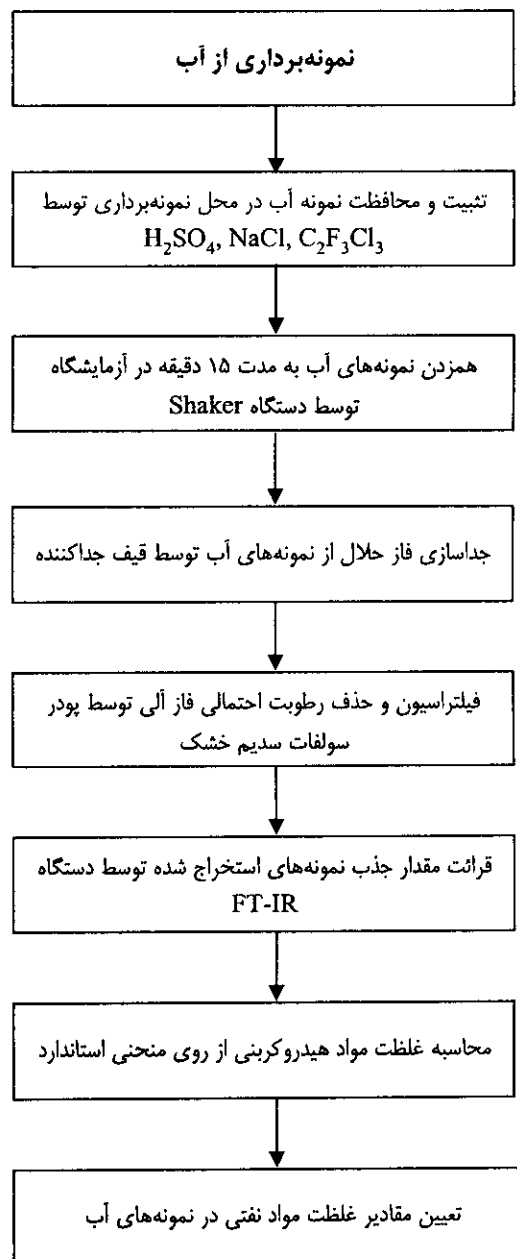 نمونه‌برداری از آب
تثبیت و محافظت نمونه آب در محل نمونه‌برداری توسط
H₂SO₄, NaCl, C₂F₃Cl₃
همزدن نمونه‌های آب به مدت ۱۵ دقیقه در آزمایشگاه
توسط دستگاه Shaker
جداسازی فاز حلال از نمونه‌های آب توسط قیف جداکننده
فیلتراسیون و حذف رطوبت احتمالی فاز آلی توسط پودر
سولفات سدیم خشک
قرائت مقدار جذب نمونه‌های استخراج شده توسط دستگاه
FT-IR
محاسبه غلظت مواد هیدروکربنی از روی منحنی استاندارد
تعیین مقادیر غلظت مواد نفتی در نمونه‌های آب